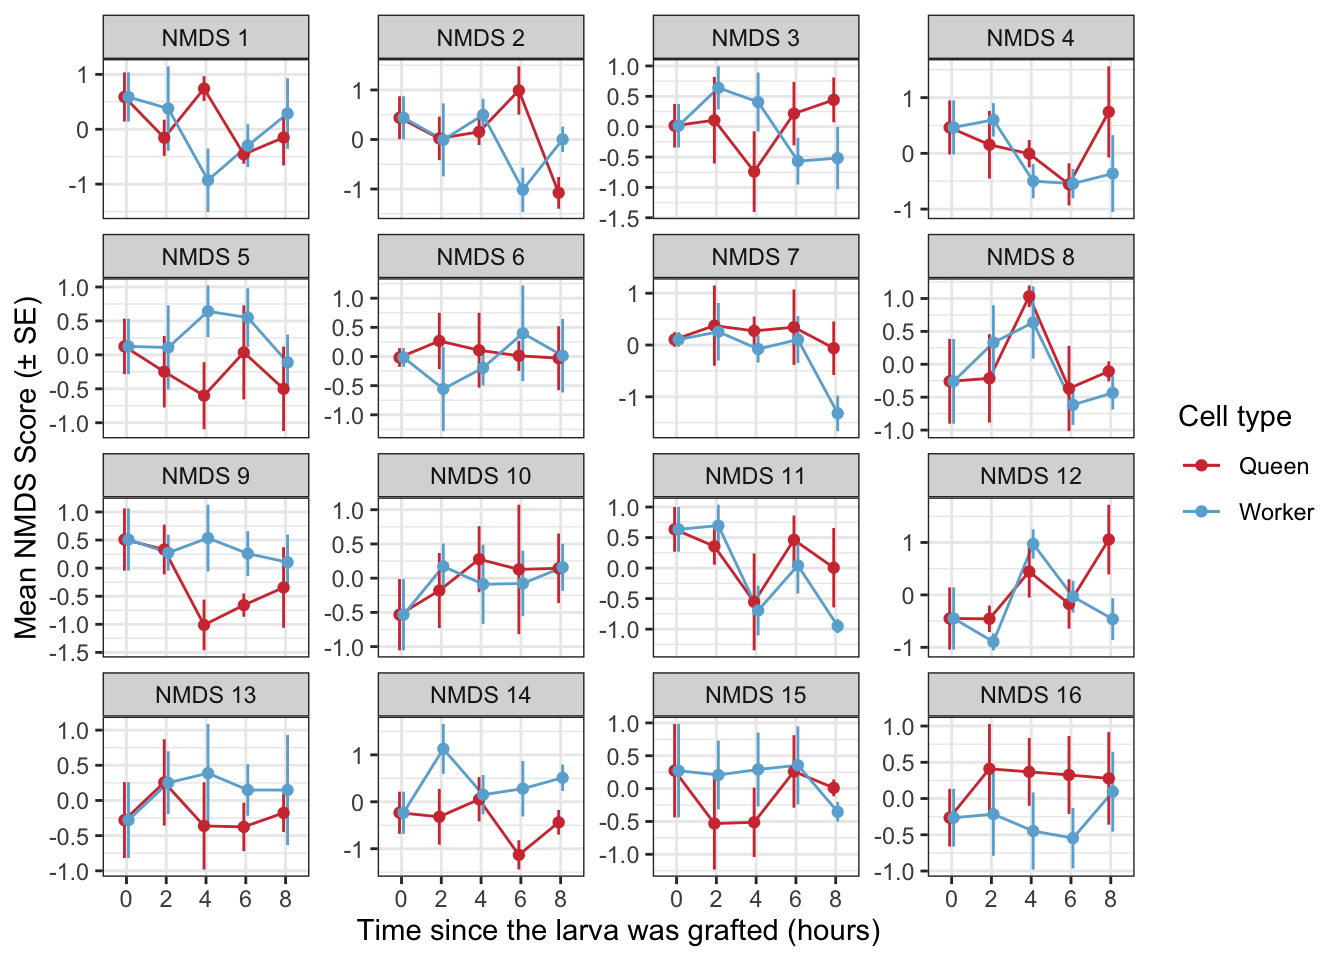 NMDS 1 NMDS 2 NMDS 3 NMDS 4
1 0 -1
1 0 -1
1.0 0.5 0.0 -0.5 -1.0 -1.5
1 0 -1
NMDS 5 NMDS 6 NMDS 7 NMDS 8
1.0 0.5 0.0 -0.5 -1.0
1.0 0.5 0.0 -0.5 -1.0
1 0 -1
1.0 0.5 0.0 -0.5 -1.0
NMDS 9 NMDS 10 NMDS 11 NMDS 12
1.0 0.5 0.0 -0.5 -1.0 -1.5
1.0 0.5 0.0 -0.5 -1.0
1.0 0.5 0.0 -0.5 -1.0
1 0 -1
NMDS 13 NMDS 14 NMDS 15 NMDS 16
1.0 0.5 0.0 -0.5 -1.0
1 0 -1
1.0 0.5 0.0 -0.5 -1.0
1.0 0.5 0.0 -0.5 -1.0
0 2 4 6 8 0 2 4 6 8 0 2 4 6 8 0 2 4 6 8
Time since the larva was grafted (hours)
Mean NMDS Score (± SE)
Cell type
Queen
Worker